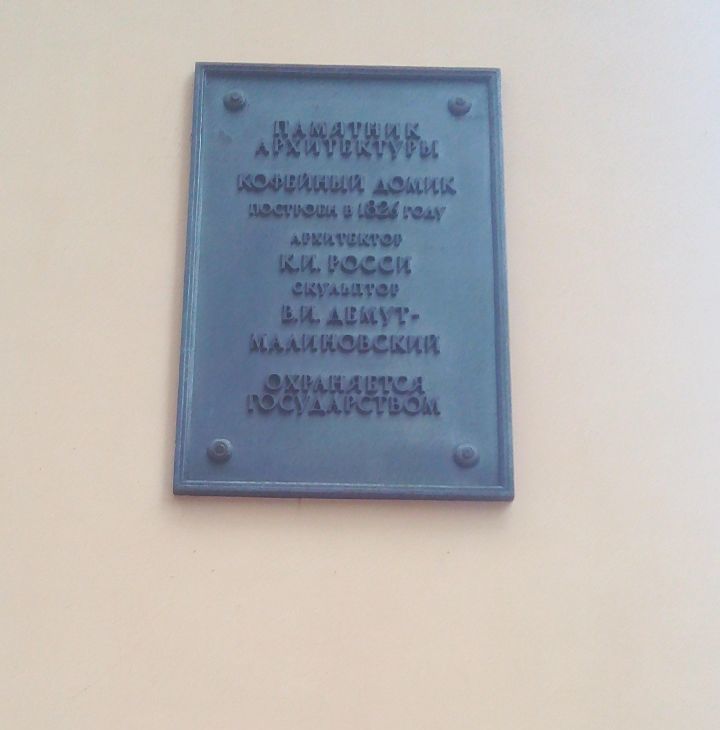 ПАМЯТНИК
АРХИТЕКТУРЫ
КОФЕЙНЫЙ ДОМИК
ПОСТРОЕН В 1826 ГОДУ
АРХИТЕКТОР
К.И. РОССИ
СКУЛЬПТОР
В.И. ДЕМУТ-
МАЛИНОВСКИЙ
ОХРАНЯЕТСЯ
ГОСУДАРСТВОМ